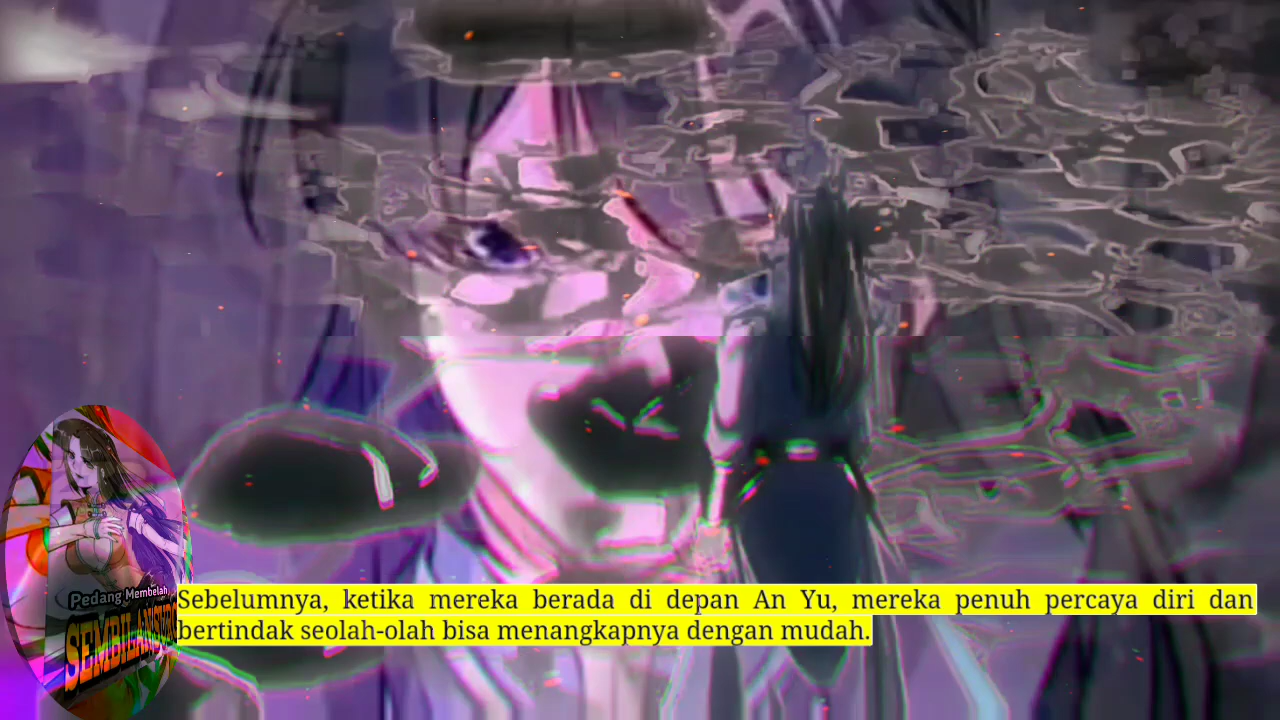 Pedang Membelah
Sebelumnya, ketika mereka berada di depan An Yu, mereka penuh percaya diri dan
bertindak seolah-olah bisa menangkapnya dengan mudah.